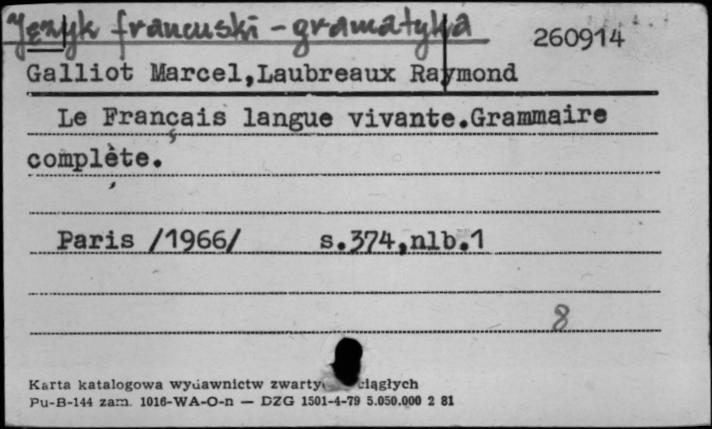 Język francuski - gramatyka
260914
Galliot Marcel,Laubreaux Raymond
Le Français langue vivante.Grammaire
complète.
Paris /1966/ s.374,nlb.1
8
Karta katalogowa wydawnictw ciągłych
Pu-B-144 zam. 1016-WA-O-n — DZG 1501-4-79 5.050.000 2 81